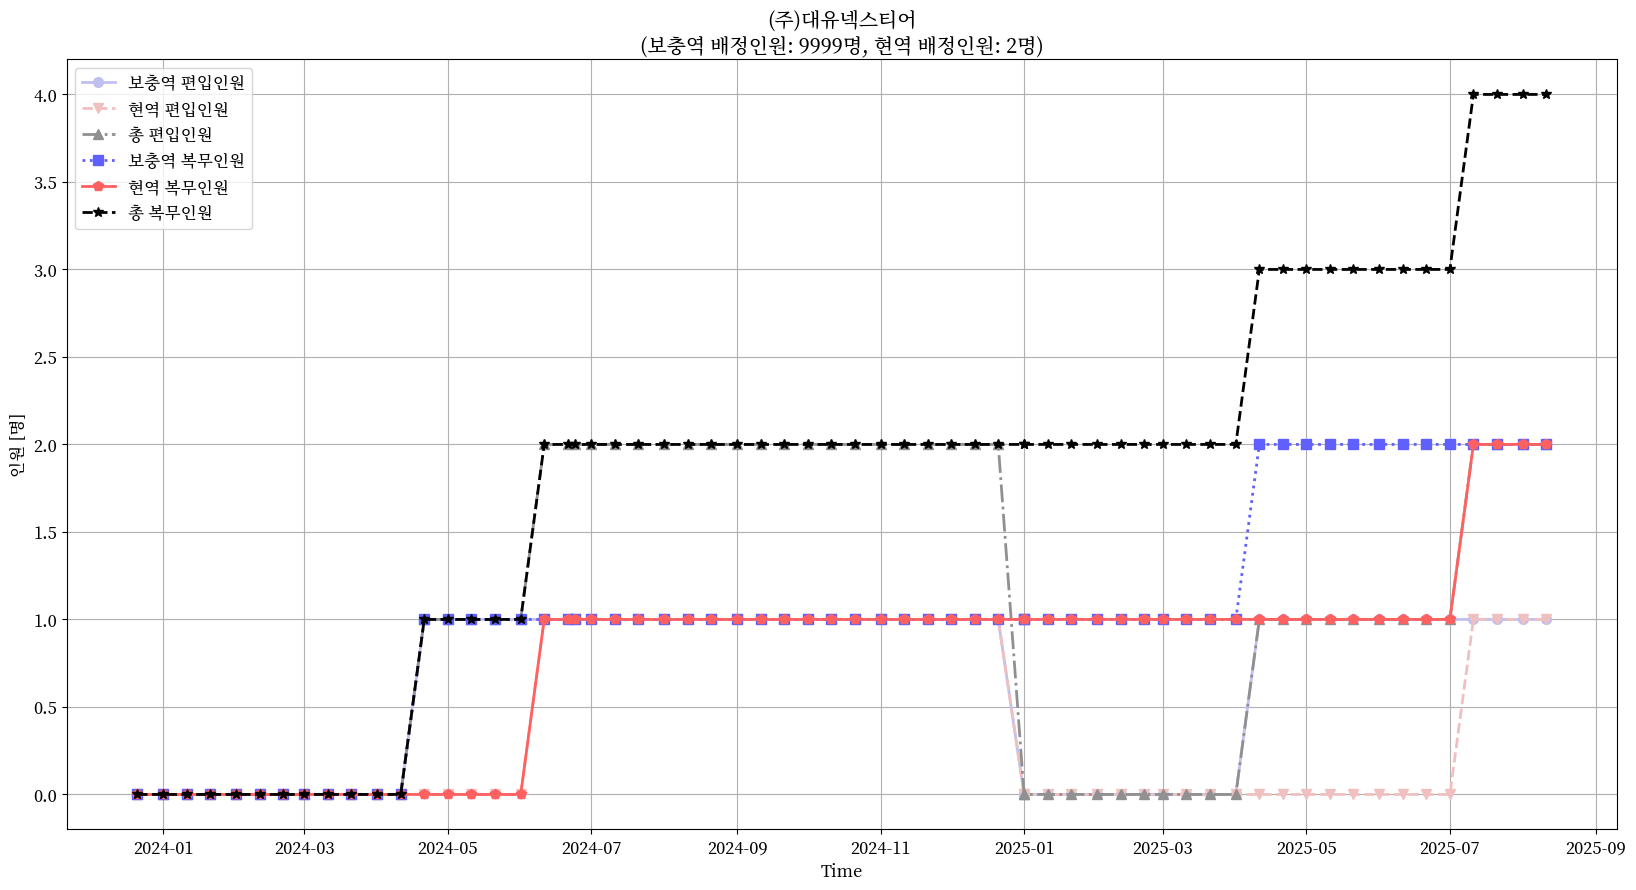 (주)대유넥스티어
(보충역 배정인원: 9999명, 현역 배정인원: 2명)
보충역 편입인원
현역 편입인원
총 편입인원
보충역 복무인원
현역 복무인원
총 복무인원
4.0
3.5
3.0
2.5
2.0
1.5
1.0
0.5
0.0
인원 [명]
2024-01
2024-03
2024-05
2024-07
2024-09
2024-11
2025-01
2025-03
2025-05
2025-07
2025-09
Time